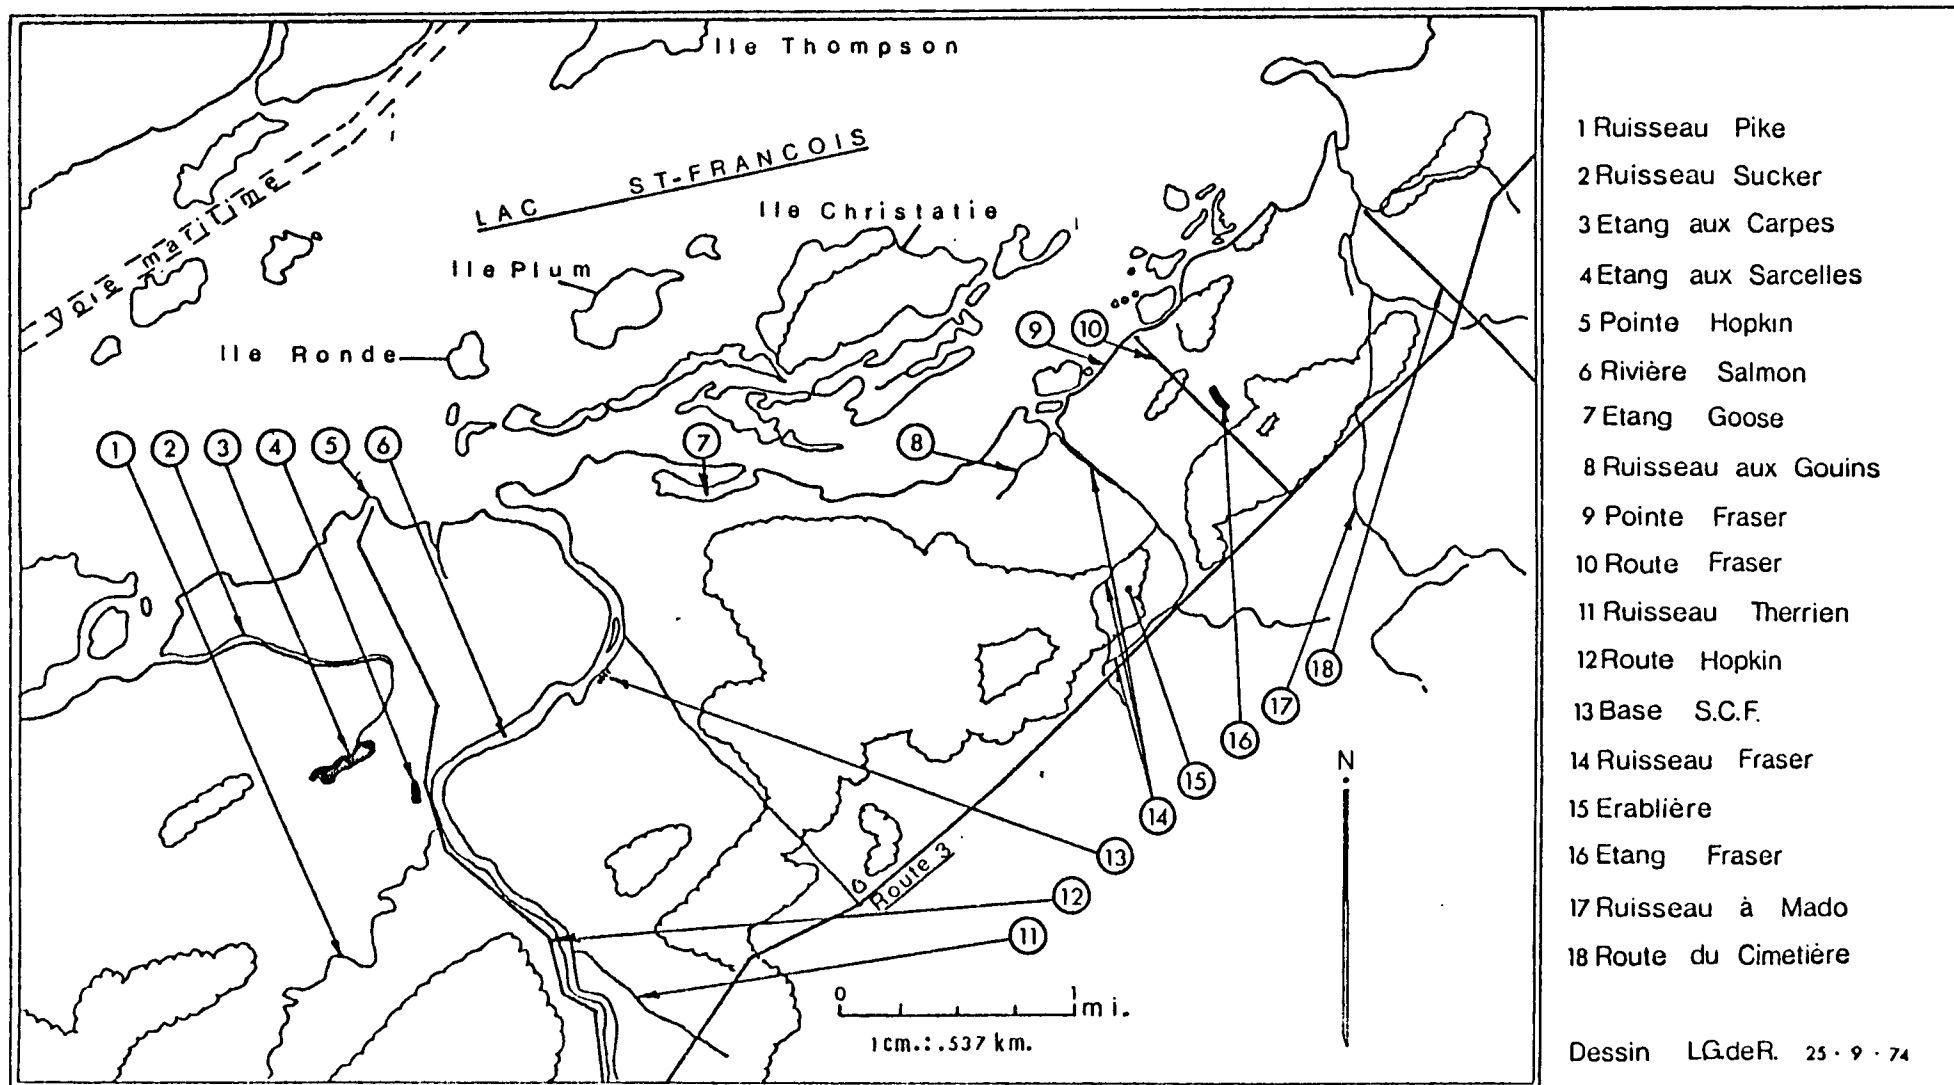 Ile Thompson
LAC ST-FRANCOIS
Ile Christatie
Voie maritime
Ile Plum
Ile Ronde
9 10
1 2 3 4 5 6 7 8
18
17
16
15
14
13
12
11
Route 3
N
0 1 mi.
1 cm.:.537 km.
1 Ruisseau Pike
2 Ruisseau Sucker
3 Etang aux Carpes
4 Etang aux Sarcelles
5 Pointe Hopkin
6 Rivière Salmon
7 Etang Goose
8 Ruisseau aux Gouins
9 Pointe Fraser
10 Route Fraser
11 Ruisseau Therrien
12 Route Hopkin
13 Base S.C.F.
14 Ruisseau Fraser
15 Erablière
16 Etang Fraser
17 Ruisseau à Mado
18 Route du Cimetière
Dessin L.G.deR. 25 · 9 · 74